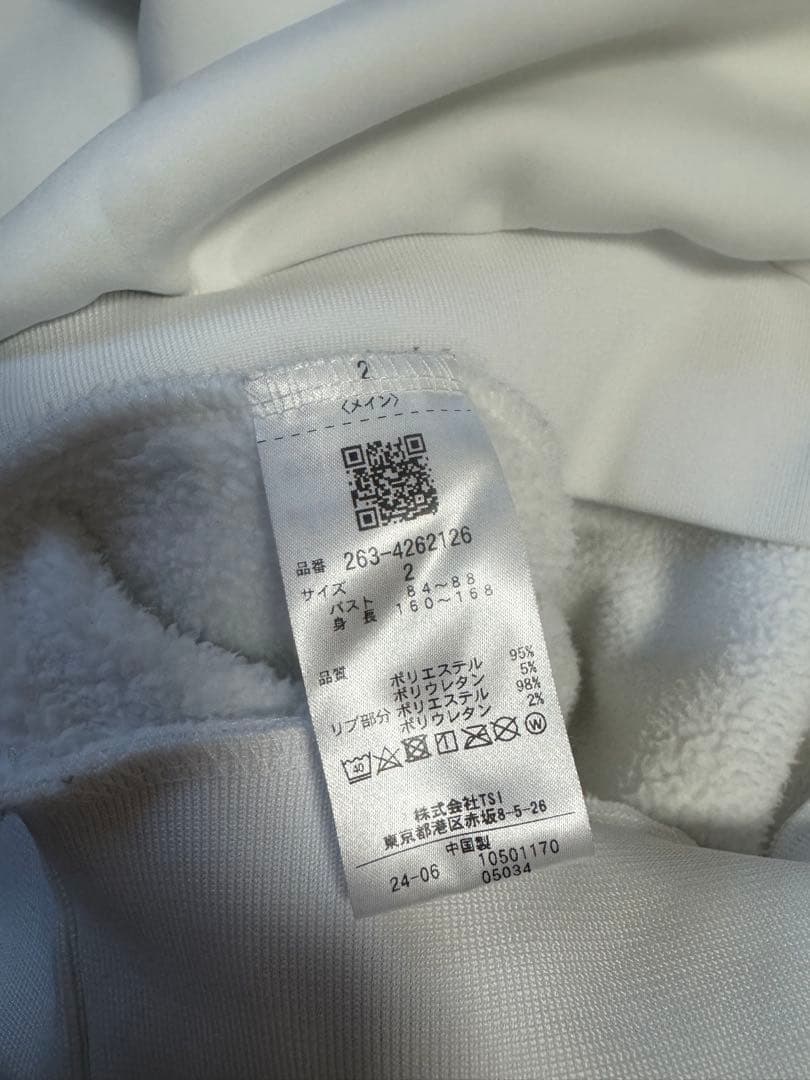 2
〈メイン〉
品番 263-4262126
サイズ 2
バスト 84～88
身長 160～168
品質 ポリエステル 95%
ポリウレタン 5%
リブ部分 ポリエステル 98%
ポリウレタン 2%
40 W
株式会社TSI
東京都港区赤坂8-5-26
中国製
24-06 10501170
05034